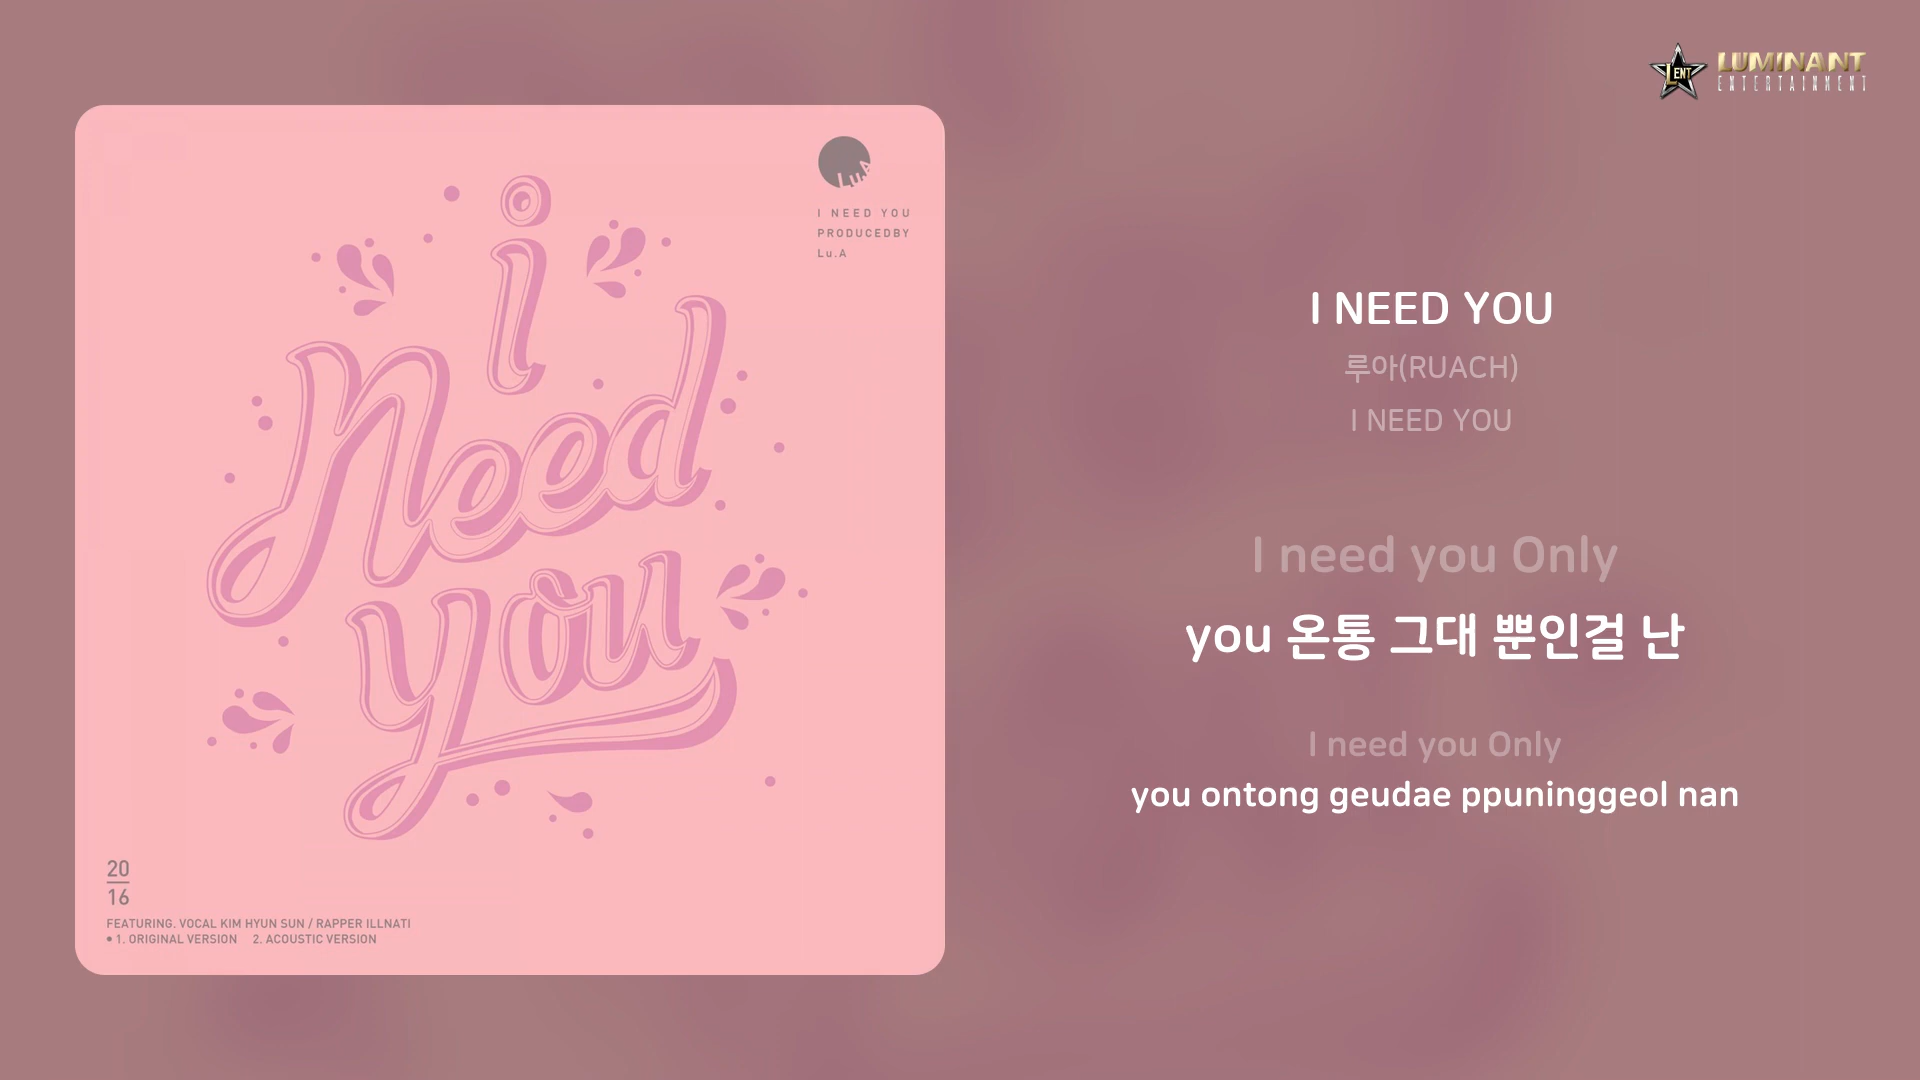 LENT
LUMINANT
ENTERTAINMENT
Lu.A
I NEED YOU
PRODUCEDBY
Lu.A
i
Need
you
20
16
FEATURING. VOCAL KIM HYUN SUN / RAPPER ILLNATI
• 1. ORIGINAL VERSION 2. ACOUSTIC VERSION
I NEED YOU
루아(RUACH)
I NEED YOU
I need you Only
you 온통 그대 뿐인걸 난
I need you Only
you ontong geudae ppuninggeol nan